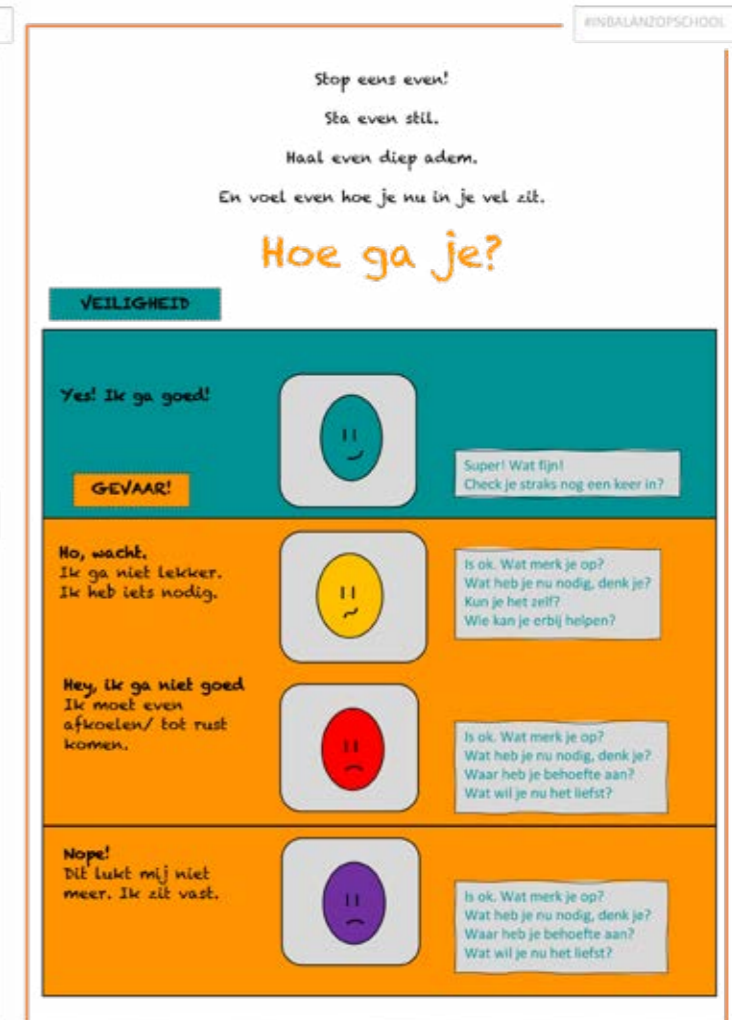 #INBALANZOPSCHOOL
Stop eens even!
Sta even stil.
Haal even diep adem.
En voel even hoe je nu in je vel zit.
Hoe ga je?
VEILIGHEID
Yes! Ik ga goed!
Super! Wat fijn!
Check je straks nog een keer in?
GEVAAR!
Ho, wacht.
Ik ga niet lekker.
Ik heb iets nodig.
Is ok. Wat merk je op?
Wat heb je nu nodig, denk je?
Kun je het zelf?
Wie kan je erbij helpen?
Hey, ik ga niet goed
Ik moet even
afkoelen/ tot rust
komen.
Is ok. Wat merk je op?
Wat heb je nu nodig, denk je?
Waar heb je behoefte aan?
Wat wil je nu het liefst?
Nope!
Dit lukt mij niet
meer. Ik zit vast.
Is ok. Wat merk je op?
Wat heb je nu nodig, denk je?
Waar heb je behoefte aan?
Wat wil je nu het liefst?